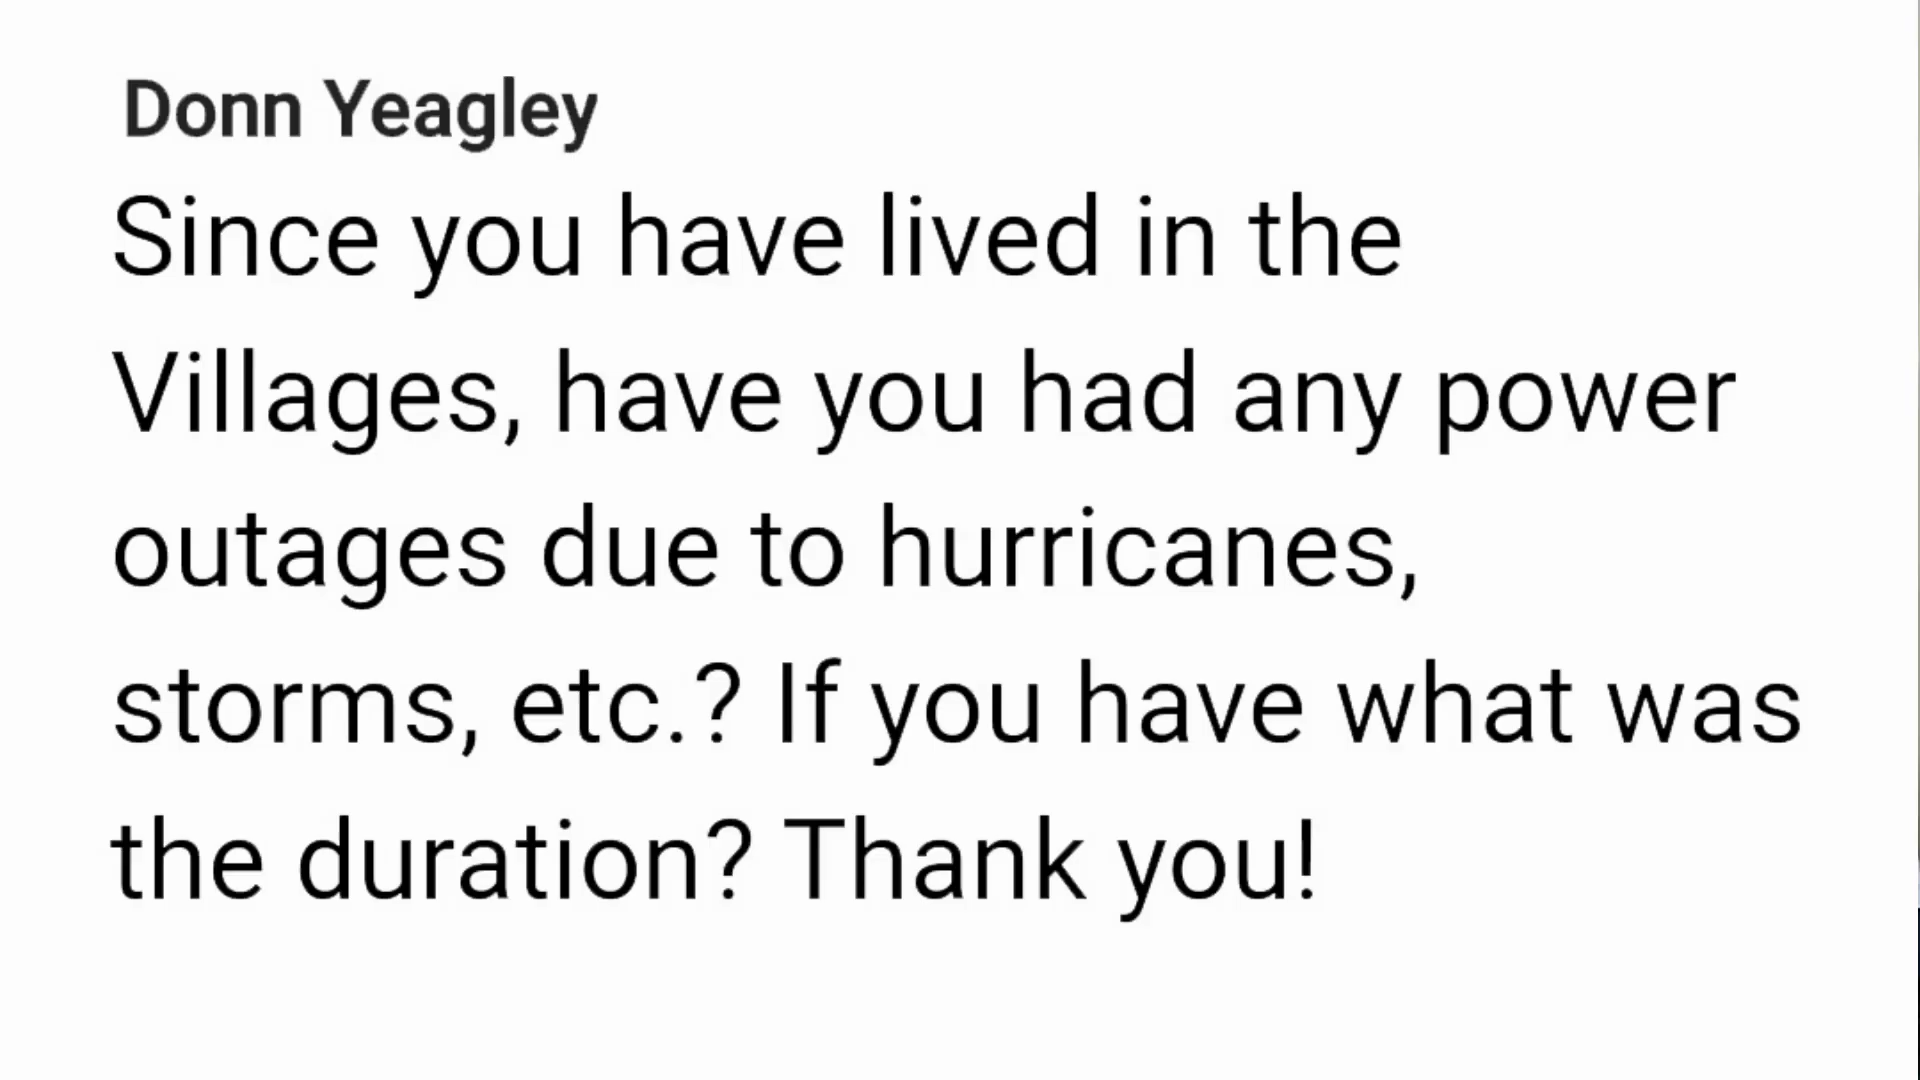 Donn Yeagley
Since you have lived in the
Villages, have you had any power
outages due to hurricanes,
storms, etc.? If you have what was
the duration? Thank you!